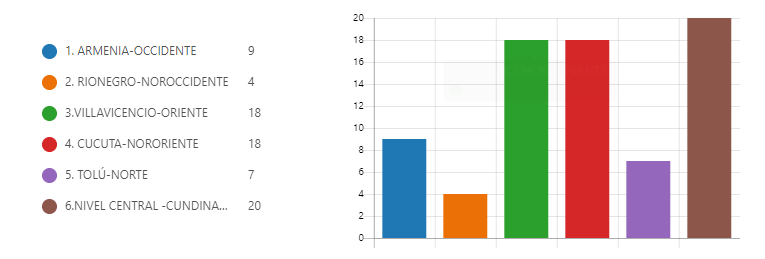 1. ARMENIA-OCCIDENTE 9
2. RIONEGRO-NOROCCIDENTE 4
3.VILLAVICENCIO-ORIENTE 18
4. CUCUTA-NORORIENTE 18
5. TOLÚ-NORTE 7
6.NIVEL CENTRAL -CUNDINA... 20
20
18
16
14
12
10
8
6
4
2
0